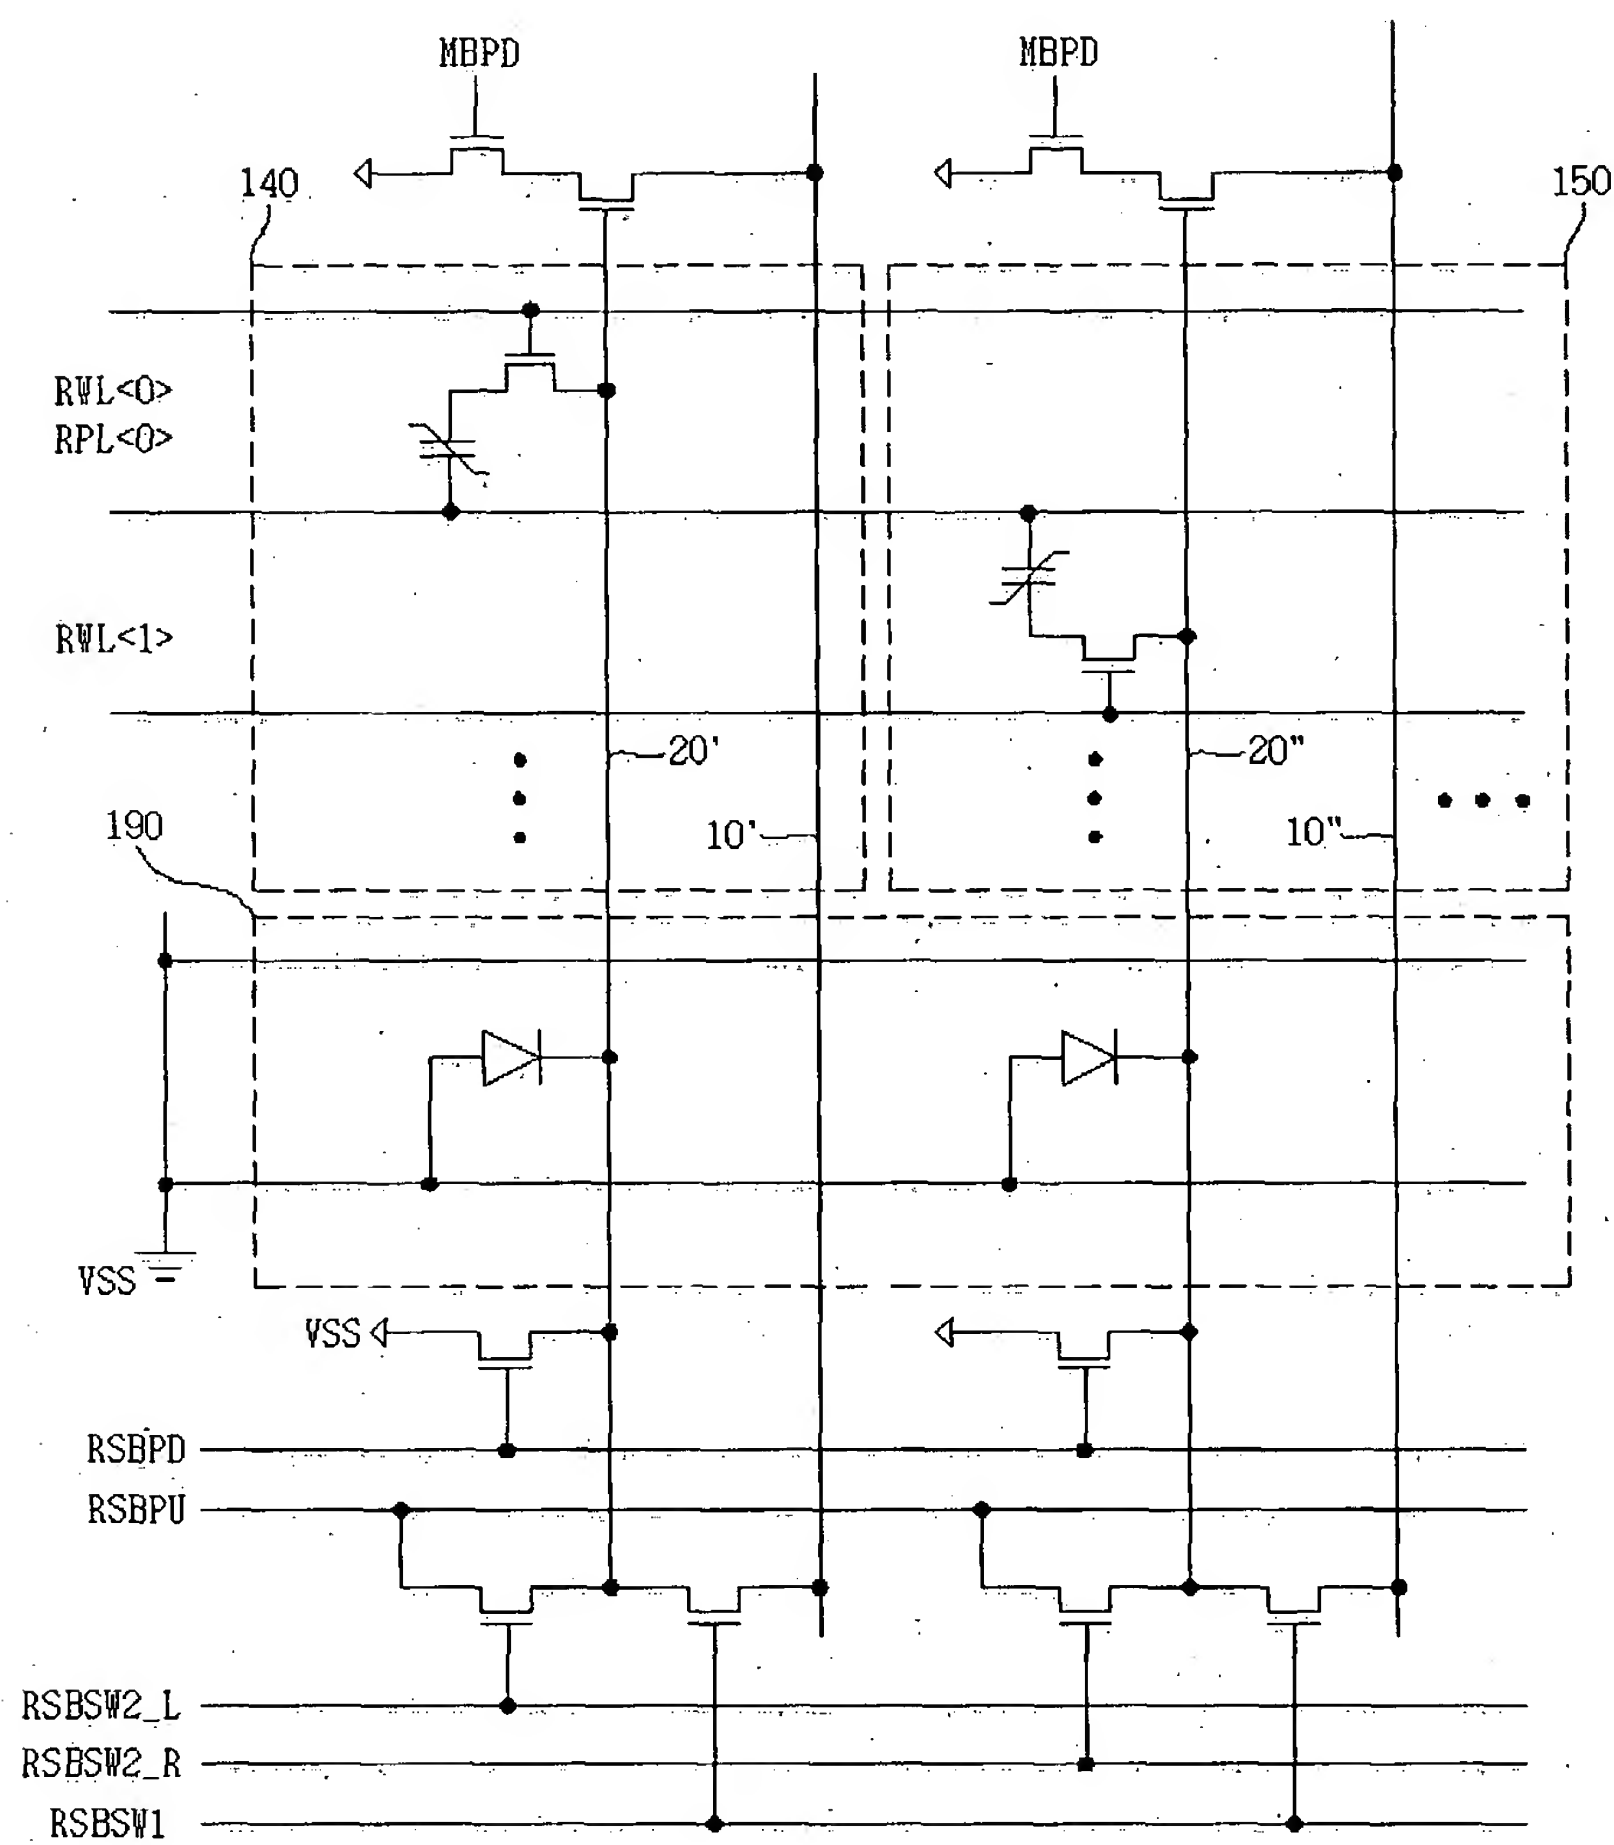 MBPD MBPD
140 150
RWL<0>
RPL<0>
RWL<1>
20' 20"
190 10' 10"
VSS
VSS
RSBPD
RSBPU
RSBSW2_L
RSBSW2_R
RSBSW1